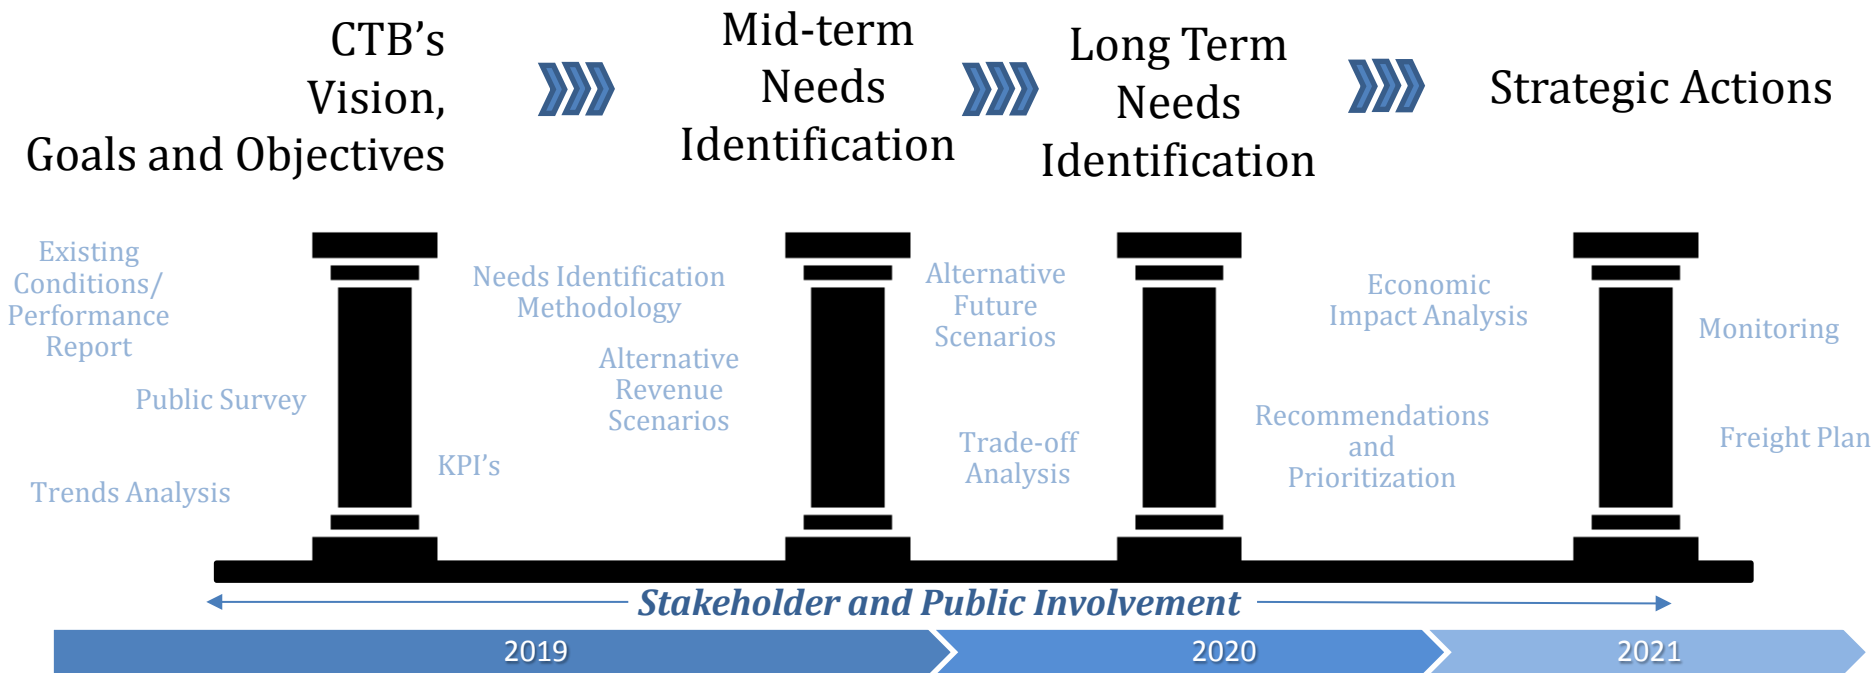 CTB's
Vision,
Goals and Objectives
Mid-term
Needs
Identification
Long Term
Needs
Identification
Strategic Actions
Existing
Conditions/
Performance
Report
Public Survey
Trends Analysis
Needs Identification
Methodology
Alternative
Revenue
Scenarios
KPI's
Alternative
Future
Scenarios
Trade-off
Analysis
Economic
Impact Analysis
Recommendations
and
Prioritization
Monitoring
Freight Plan
Stakeholder and Public Involvement
2019
2020
2021